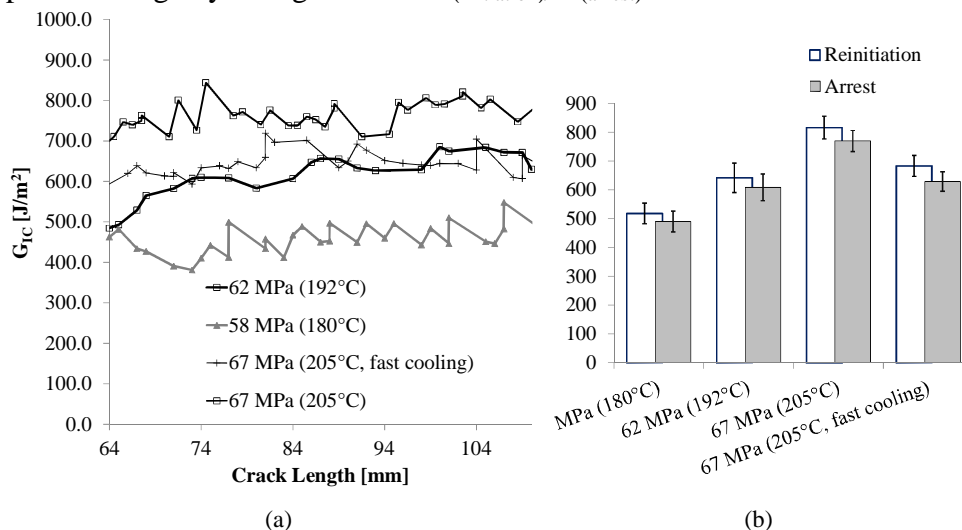 1000.0
900.0
800.0
700.0
600.0
500.0
400.0
300.0
200.0
100.0
0.0
G_IC [J/m²]
64 74 84 94 104
Crack Length [mm]
62 MPa (192°C)
58 MPa (180°C)
67 MPa (205°C, fast cooling)
67 MPa (205°C)
(a)
Reinitiation
Arrest
900
800
700
600
500
400
300
200
100
0
MPa (180°C)
62 MPa (192°C)
67 MPa (205°C)
67 MPa (205°C, fast cooling)
(b)